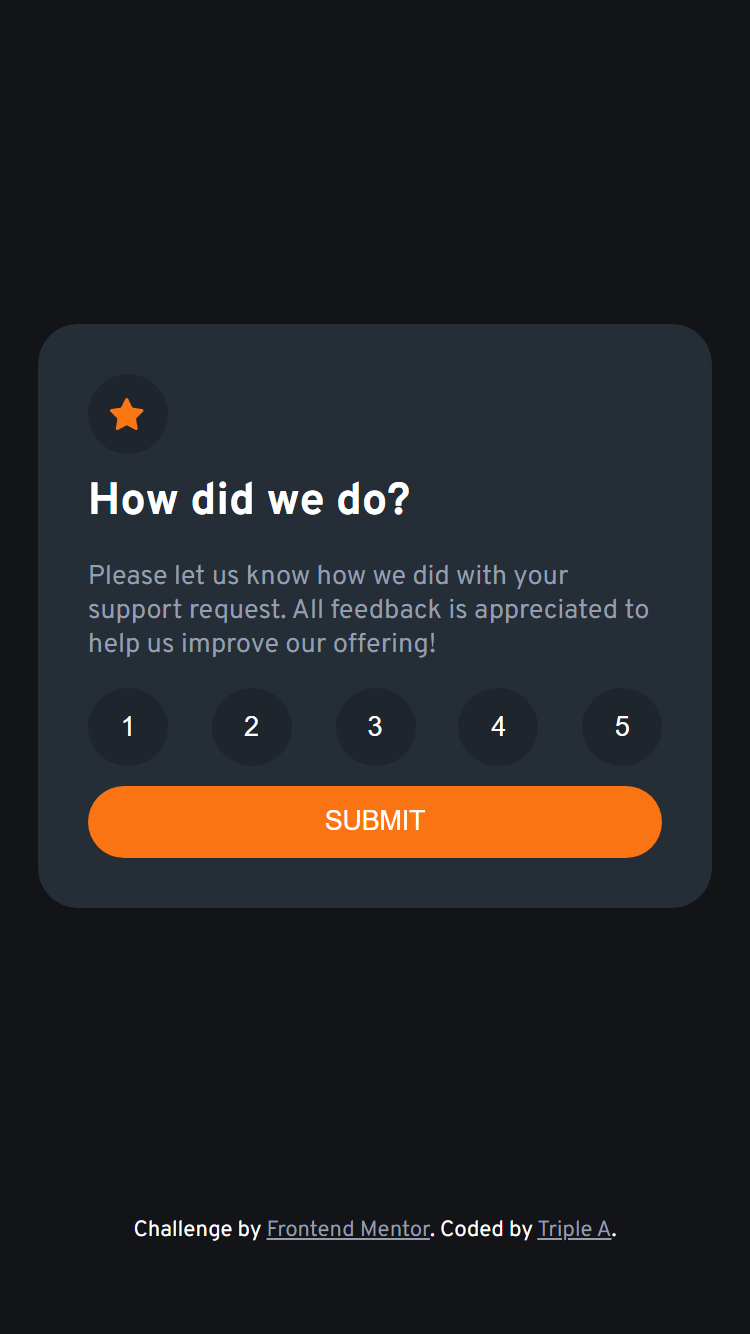 How did we do?
Please let us know how we did with your
support request. All feedback is appreciated to
help us improve our offering!
1 2 3 4 5
SUBMIT
Challenge by Frontend Mentor. Coded by Triple A.